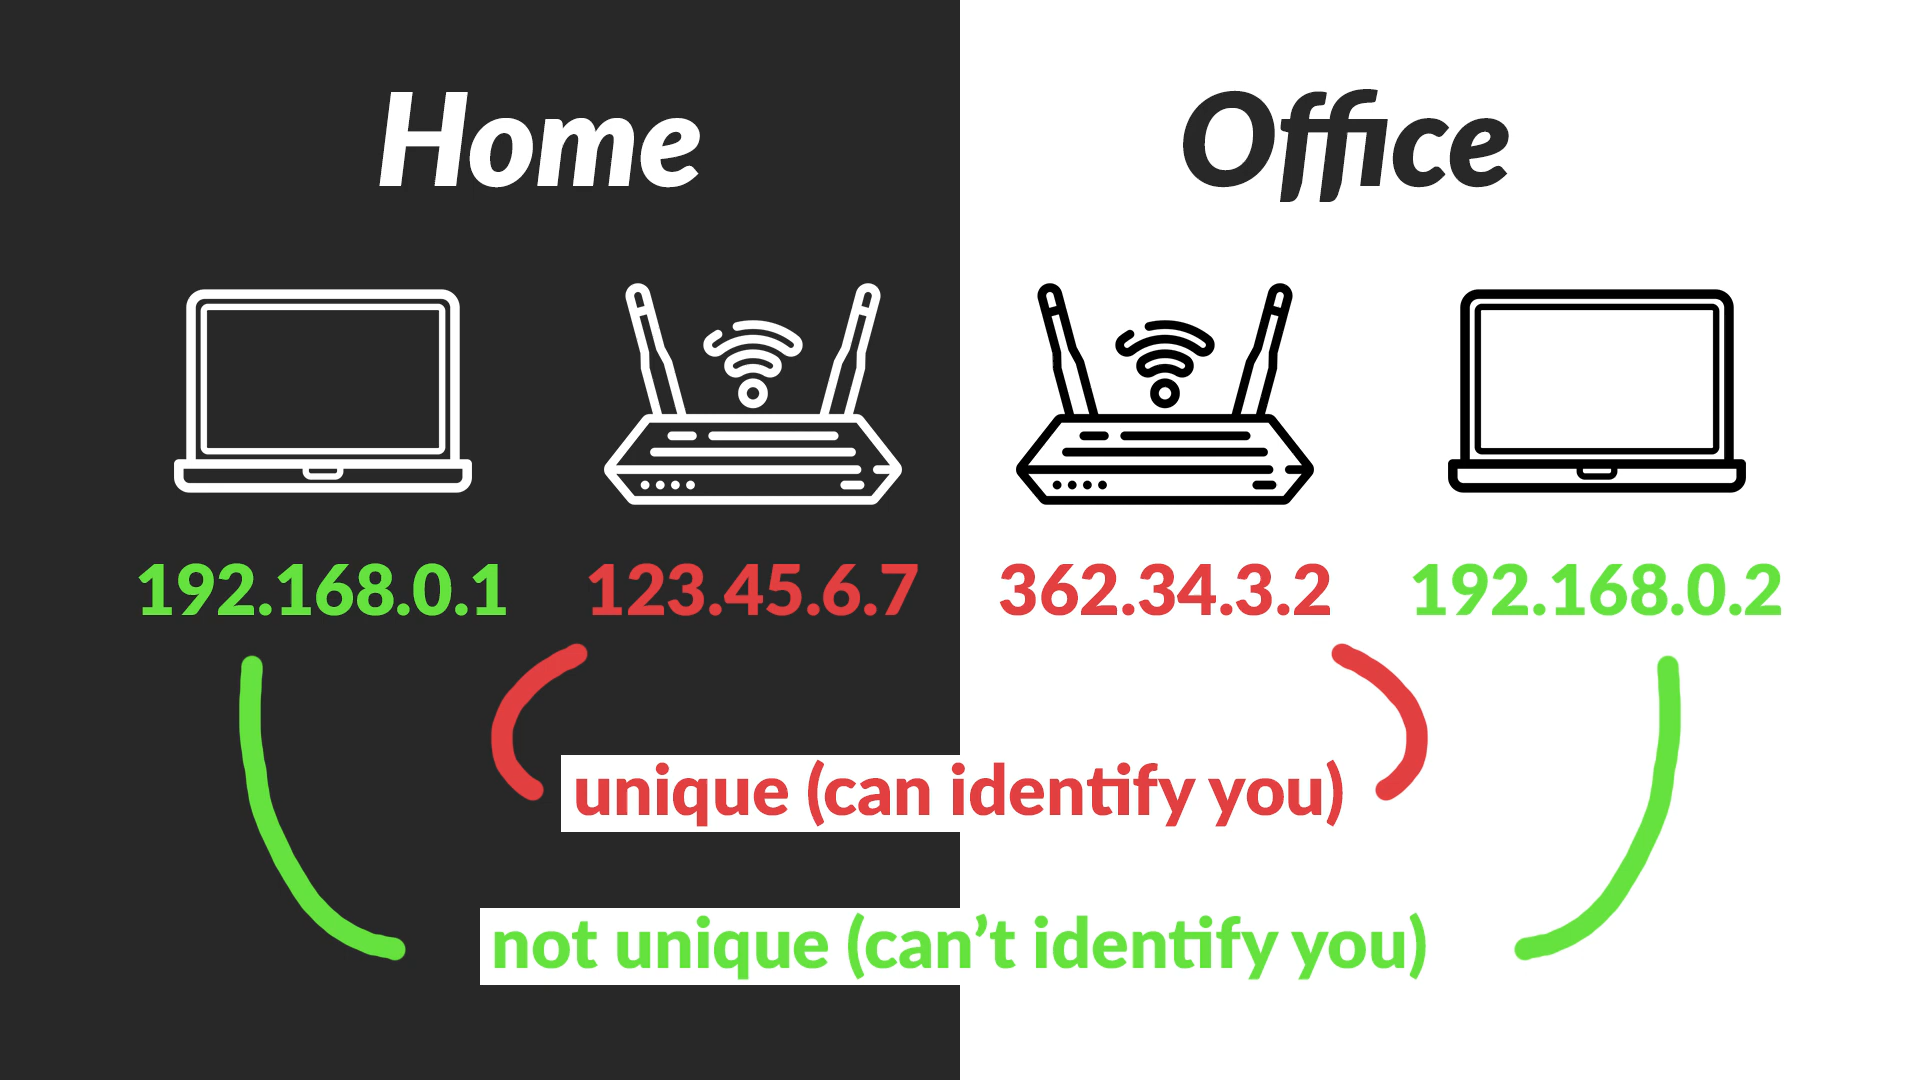 Home
Office
192.168.0.1
123.45.6.7
362.34.3.2
192.168.0.2
unique (can identify you)
not unique (can’t identify you)